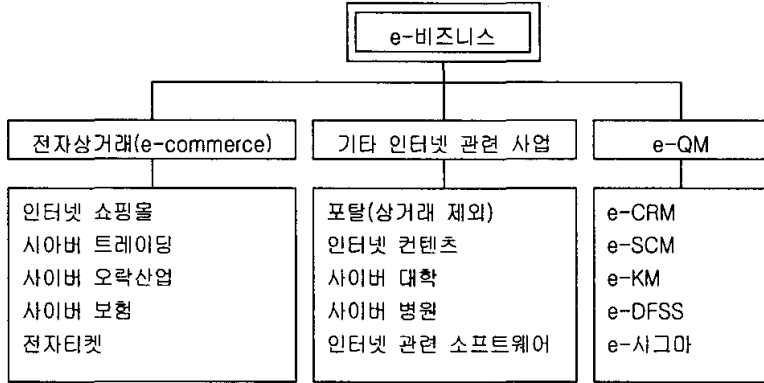 e-비즈니스
전자상거래(e-commerce)
인터넷 쇼핑몰
시아버 트레이딩
사이버 오락산업
사이버 보험
전자티켓
기타 인터넷 관련 사업
포탈(상거래 제외)
인터넷 컨텐츠
사이버 대학
사이버 병원
인터넷 관련 소프트웨어
e-QM
e-CRM
e-SCM
e-KM
e-DFSS
e-시그마